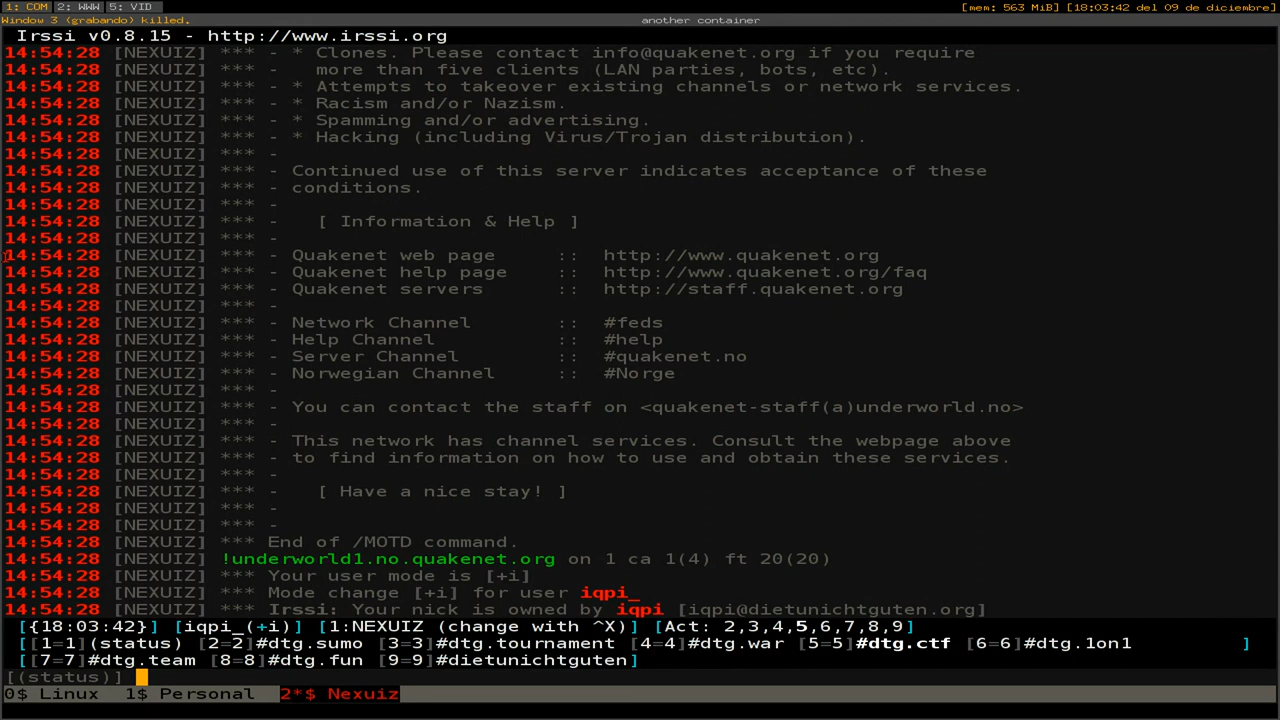 1: COM 2: WWW 5: VID [mem: 563 MiB] [18:03:42 del 09 de diciembre]
Window 3 (grabando) killed. another container
Irssi v0.8.15 - http://www.irssi.org
14:54:28 [NEXUIZ] *** - * Clones. Please contact info@quakenet.org if you require
14:54:28 [NEXUIZ] *** -   more than five clients (LAN parties, bots, etc).
14:54:28 [NEXUIZ] *** - * Attempts to takeover existing channels or network services.
14:54:28 [NEXUIZ] *** - * Racism and/or Nazism.
14:54:28 [NEXUIZ] *** - * Spamming and/or advertising.
14:54:28 [NEXUIZ] *** - * Hacking (including Virus/Trojan distribution).
14:54:28 [NEXUIZ] *** -
14:54:28 [NEXUIZ] *** - Continued use of this server indicates acceptance of these
14:54:28 [NEXUIZ] *** - conditions.
14:54:28 [NEXUIZ] *** -
14:54:28 [NEXUIZ] *** -   [ Information & Help ]
14:54:28 [NEXUIZ] *** -
14:54:28 [NEXUIZ] *** - Quakenet web page :: http://www.quakenet.org
14:54:28 [NEXUIZ] *** - Quakenet help page :: http://www.quakenet.org/faq
14:54:28 [NEXUIZ] *** - Quakenet servers :: http://staff.quakenet.org
14:54:28 [NEXUIZ] *** -
14:54:28 [NEXUIZ] *** - Network Channel :: #feds
14:54:28 [NEXUIZ] *** - Help Channel :: #help
14:54:28 [NEXUIZ] *** - Server Channel :: #quakenet.no
14:54:28 [NEXUIZ] *** - Norwegian Channel :: #Norge
14:54:28 [NEXUIZ] *** -
14:54:28 [NEXUIZ] *** - You can contact the staff on <quakenet-staff(a)underworld.no>
14:54:28 [NEXUIZ] *** -
14:54:28 [NEXUIZ] *** - This network has channel services. Consult the webpage above
14:54:28 [NEXUIZ] *** - to find information on how to use and obtain these services.
14:54:28 [NEXUIZ] *** -
14:54:28 [NEXUIZ] *** -   [ Have a nice stay! ]
14:54:28 [NEXUIZ] *** -
14:54:28 [NEXUIZ] *** -
14:54:28 [NEXUIZ] *** End of /MOTD command.
14:54:28 [NEXUIZ] !underworld1.no.quakenet.org on 1 ca 1(4) ft 20(20)
14:54:28 [NEXUIZ] *** Your user mode is [+i]
14:54:28 [NEXUIZ] *** Mode change [+i] for user iqpi_
14:54:28 [NEXUIZ] *** Irssi: Your nick is owned by iqpi [iqpi@dietunichtguten.org]
[{18:03:42}] [iqpi_(+i)] [1:NEXUIZ (change with ^X)] [Act: 2,3,4,5,6,7,8,9]
[[1=1](status) [2=2]#dtg.sumo [3=3]#dtg.tournament [4=4]#dtg.war [5=5]#dtg.ctf [6=6]#dtg.1on1 ]
[[7=7]#dtg.team [8=8]#dtg.fun [9=9]#dietunichtguten]
[(status)]
0$ Linux 1$ Personal 2*$ Nexuiz